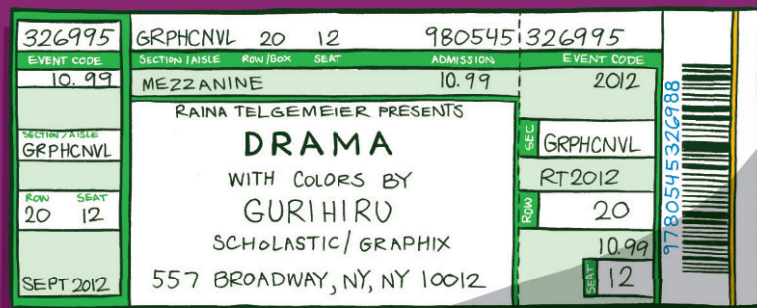 326995
EVENT CODE
10.99
SECTION/AISLE
GRPHCNVL
ROW SEAT
20 12
SEPT 2012
GRPHCNVL 20 12 980545
SECTION/AISLE ROW/BOX SEAT ADMISSION
MEZZANINE 10.99
RAINA TELGEMEIER PRESENTS
DRAMA
WITH COLORS BY
GURIHIRU
SCHOLASTIC/GRAPHIX
557 BROADWAY, NY, NY 10012
326995
EVENT CODE
2012
SEC GRPHCNVL
RT2012
ROW 20
10.99
SEAT 12
9780545326988